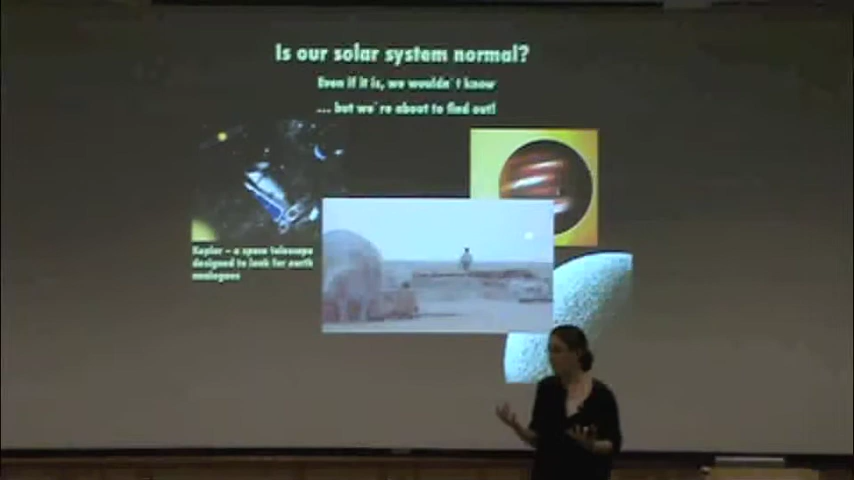 Is our solar system normal?
Even if it is, we wouldn't know
... but we're about to find out!
Kepler – a space telescope
designed to look for earth
analogues